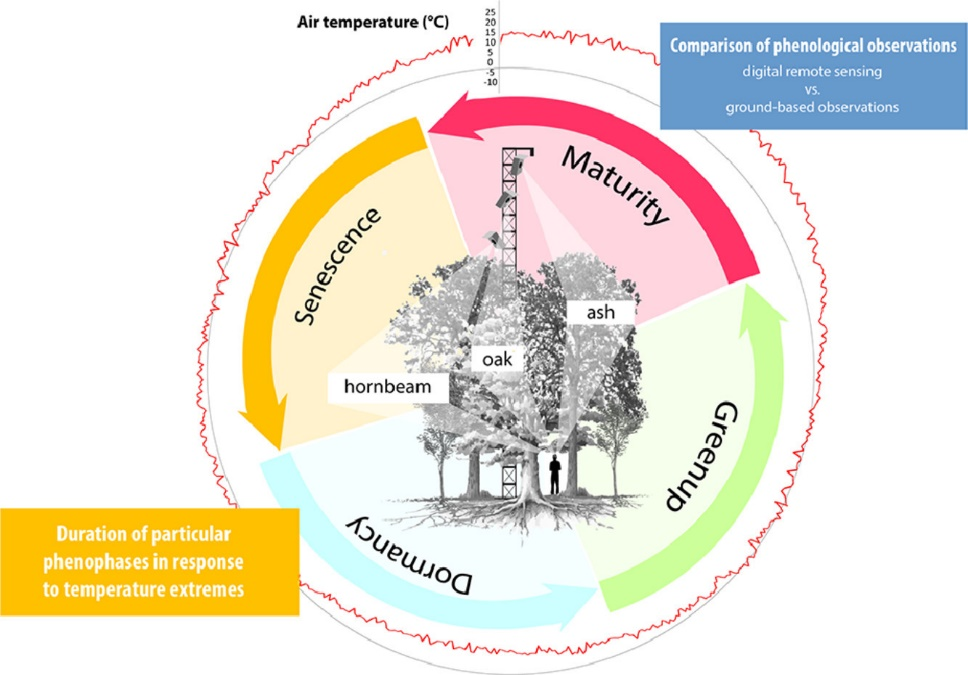 Air temperature (°C)
25
20
15
10
5
0
-5
-10
Comparison of phenological observations
digital remote sensing
vs.
ground-based observations
Maturity
Senescence
ash
oak
hornbeam
Greenup
Dormancy
Duration of particular
phenophases in response
to temperature extremes